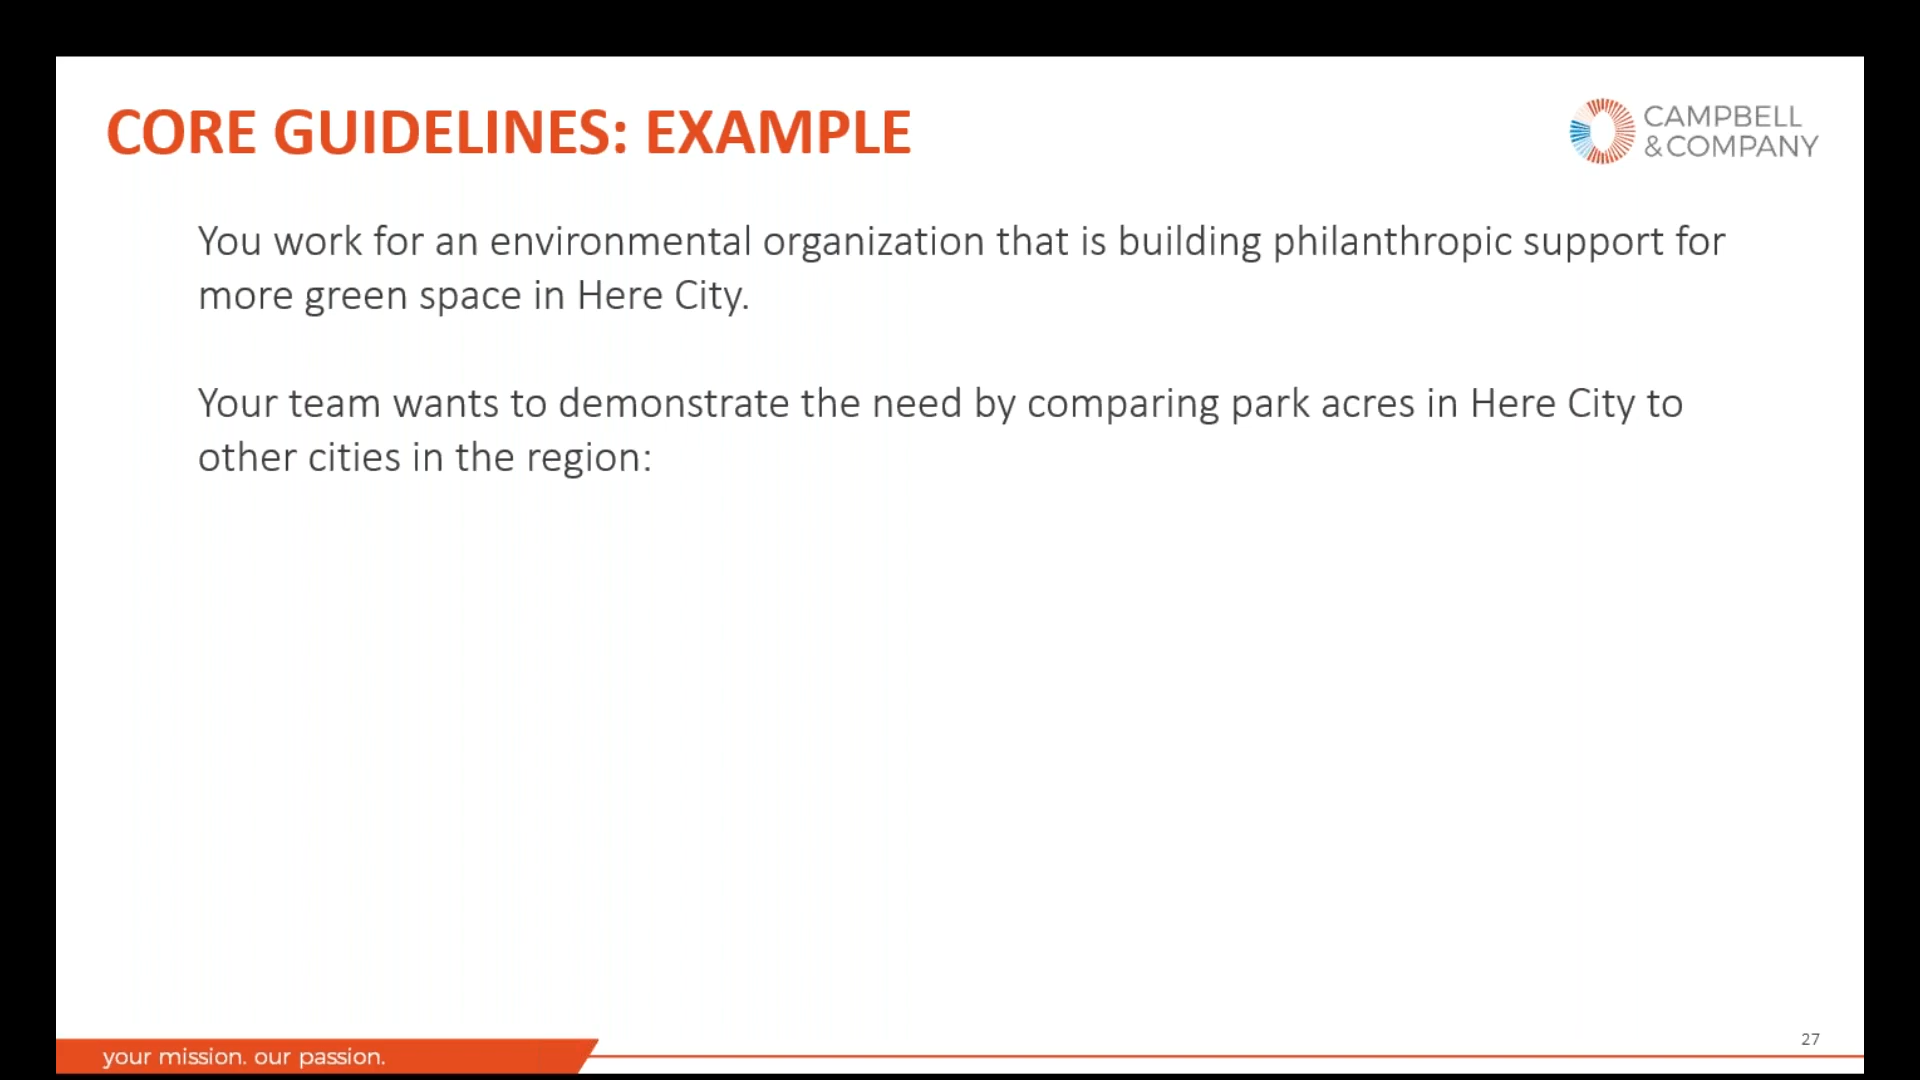 CORE GUIDELINES: EXAMPLE
CAMPBELL
&COMPANY
You work for an environmental organization that is building philanthropic support for
more green space in Here City.
Your team wants to demonstrate the need by comparing park acres in Here City to
other cities in the region:
27
your mission. our passion.